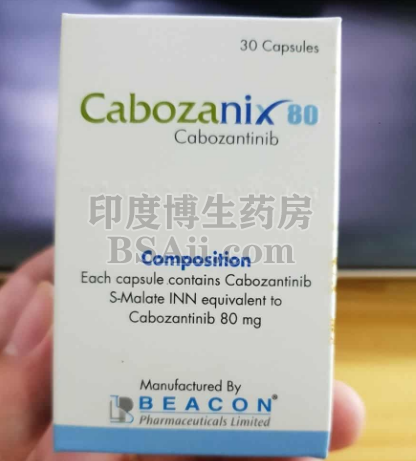 30 Capsules
Cabozanix 80
Cabozantinib
印度博生药房
BSAii.com
Composition
Each capsule contains Cabozantinib
S-Malate INN equivalent to
Cabozantinib 80 mg
Manufactured By
BEACON®
Pharmaceuticals Limited